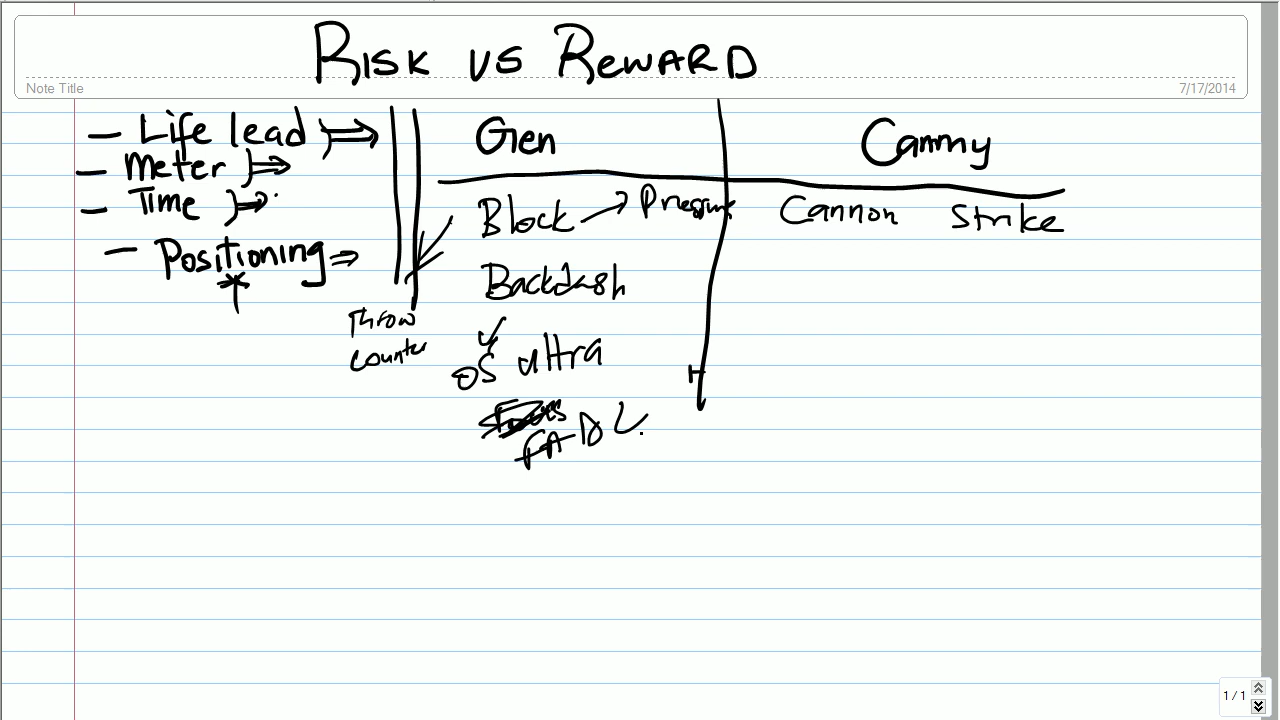 RISK VS REWARD
Note Title
7/17/2014
- Life lead
- Meter
- Time
- Positioning
Throw
counter
Gen
Block → Pressure
Backdash
OS ultra
FADC
Cammy
Cannon Strike
1 / 1